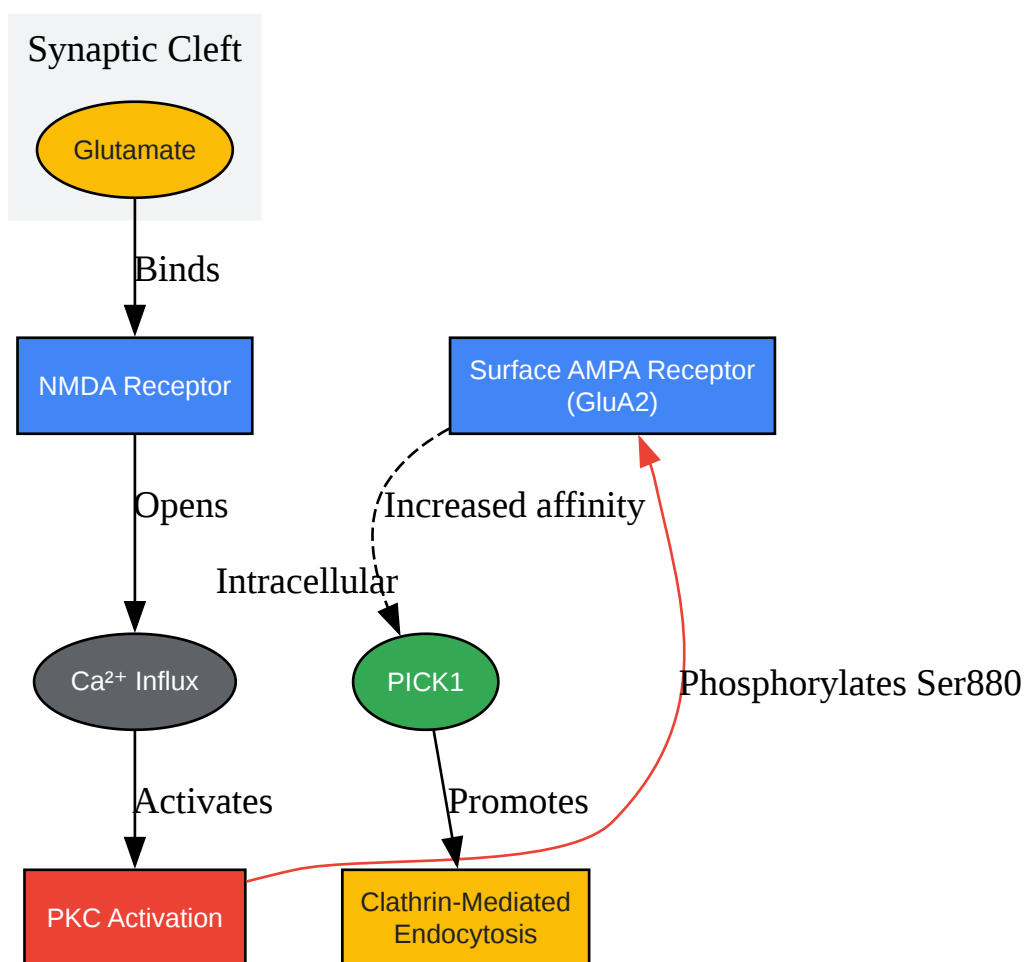 Synaptic Cleft
Glutamate
Binds
NMDA Receptor
Surface AMPA Receptor
(GluA2)
Opens
Increased affinity
Intracellular
Ca²⁺ Influx
PICK1
Phosphorylates Ser880
Activates
Promotes
PKC Activation
Clathrin-Mediated
Endocytosis